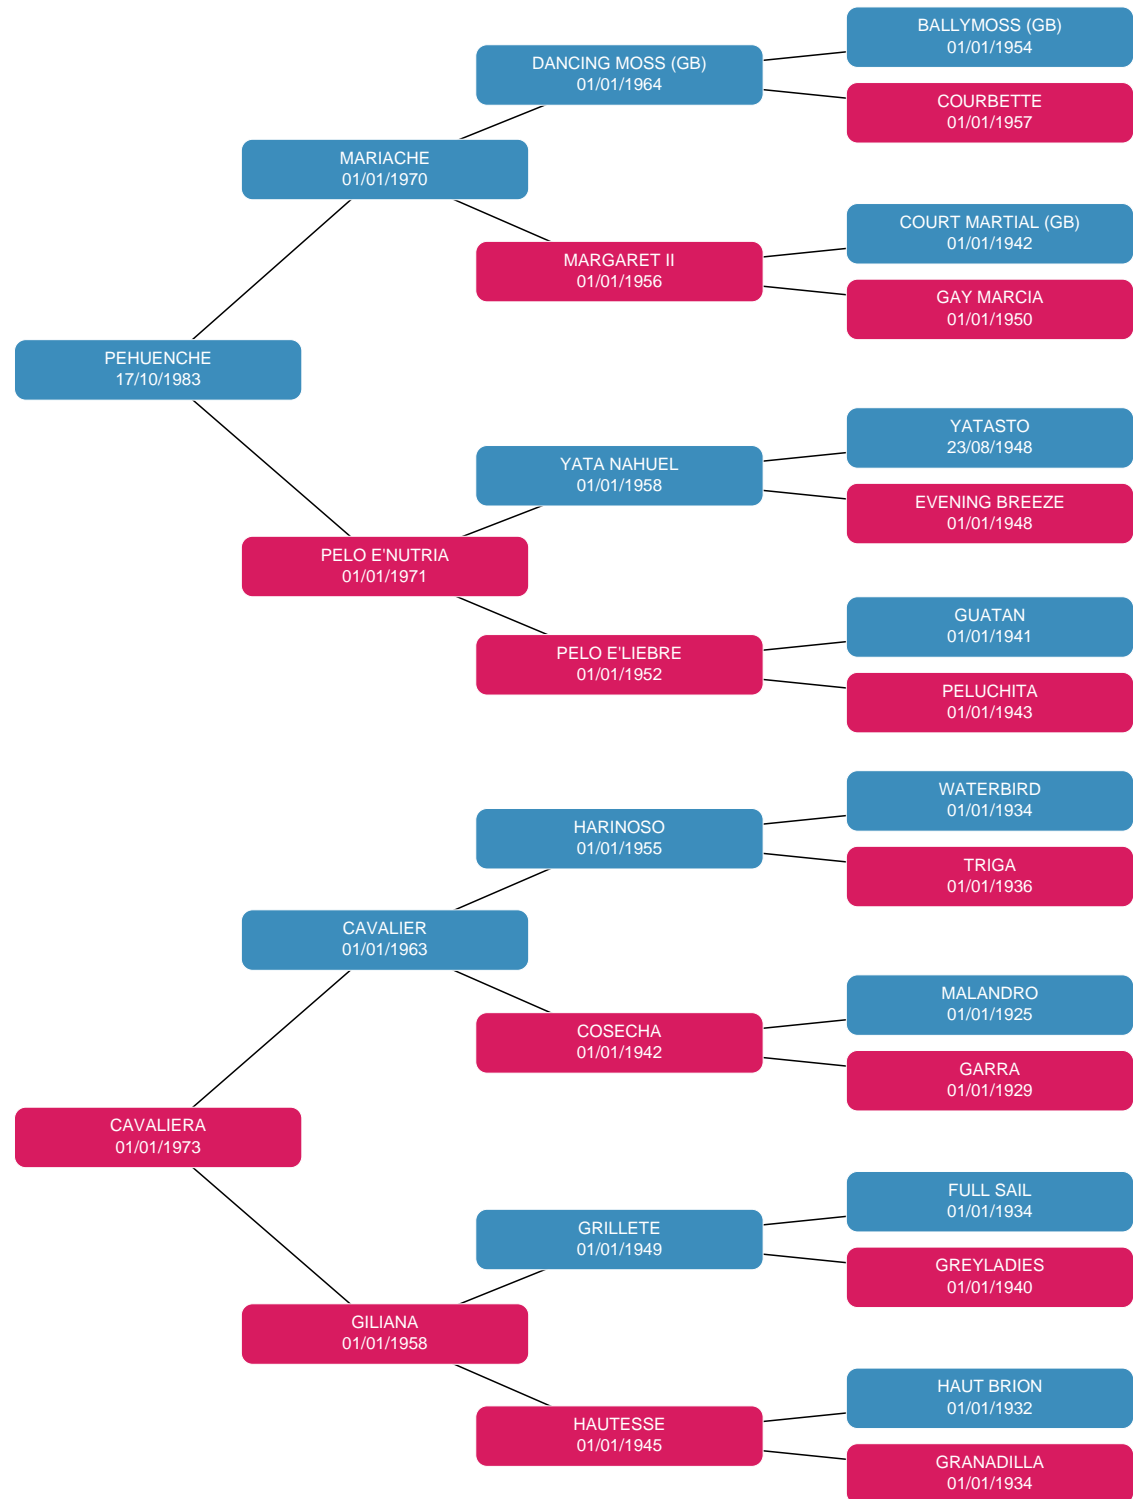 BALLYMOSS (GB)
01/01/1954
DANCING MOSS (GB)
01/01/1964
COURBETTE
01/01/1957
MARIACHE
01/01/1970
COURT MARTIAL (GB)
01/01/1942
MARGARET II
01/01/1956
GAY MARCIA
01/01/1950
PEHUENCHE
17/10/1983
YATASTO
23/08/1948
YATA NAHUEL
01/01/1958
EVENING BREEZE
01/01/1948
PELO E'NUTRIA
01/01/1971
GUATAN
01/01/1941
PELO E'LIEBRE
01/01/1952
PELUCHITA
01/01/1943
WATERBIRD
01/01/1934
HARINOSO
01/01/1955
TRIGA
01/01/1936
CAVALIER
01/01/1963
MALANDRO
01/01/1925
COSECHA
01/01/1942
GARRA
01/01/1929
CAVALIERA
01/01/1973
FULL SAIL
01/01/1934
GRILLETE
01/01/1949
GREYLADIES
01/01/1940
GILIANA
01/01/1958
HAUT BRION
01/01/1932
HAUTESSE
01/01/1945
GRANADILLA
01/01/1934